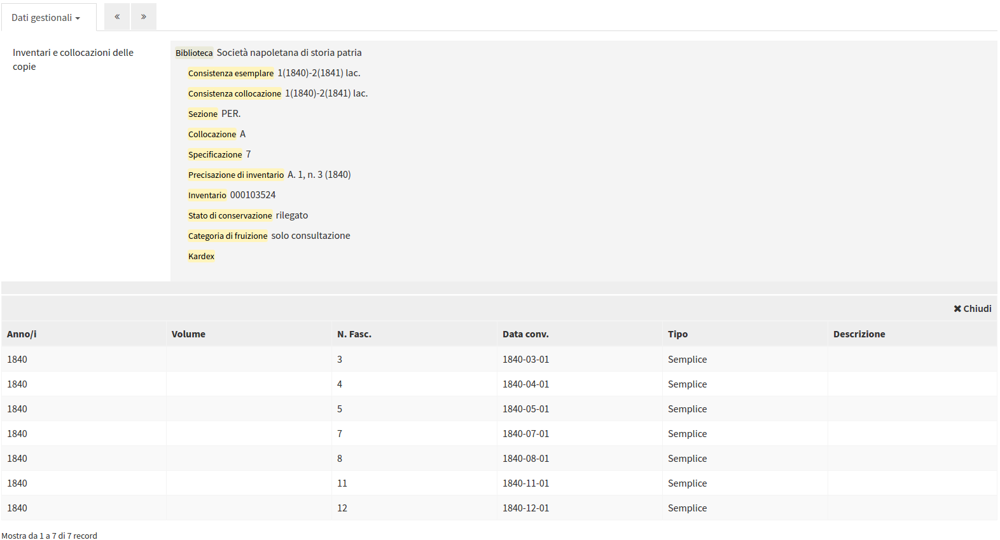 Dati gestionali
«
»
Inventari e collocazioni delle
copie
Biblioteca Società napoletana di storia patria
Consistenza esemplare 1(1840)-2(1841) lac.
Consistenza collocazione 1(1840)-2(1841) lac.
Sezione PER.
Collocazione A
Specificazione 7
Precisazione di inventario A. 1, n. 3 (1840)
Inventario 000103524
Stato di conservazione rilegato
Categoria di fruizione solo consultazione
Kardex
✖ Chiudi
Anno/i Volume N. Fasc. Data conv. Tipo Descrizione
1840 3 1840-03-01 Semplice
1840 4 1840-04-01 Semplice
1840 5 1840-05-01 Semplice
1840 7 1840-07-01 Semplice
1840 8 1840-08-01 Semplice
1840 11 1840-11-01 Semplice
1840 12 1840-12-01 Semplice
Mostra da 1 a 7 di 7 record